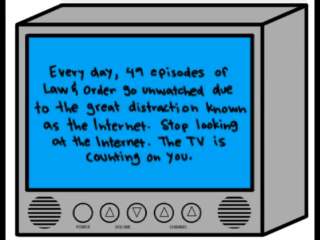 Every day, 49 episodes of
Law & Order go unwatched due
to the great distraction known
as the Internet. Stop looking
at the Internet. The TV is
counting on you.
POWER VOLUME CHANNEL